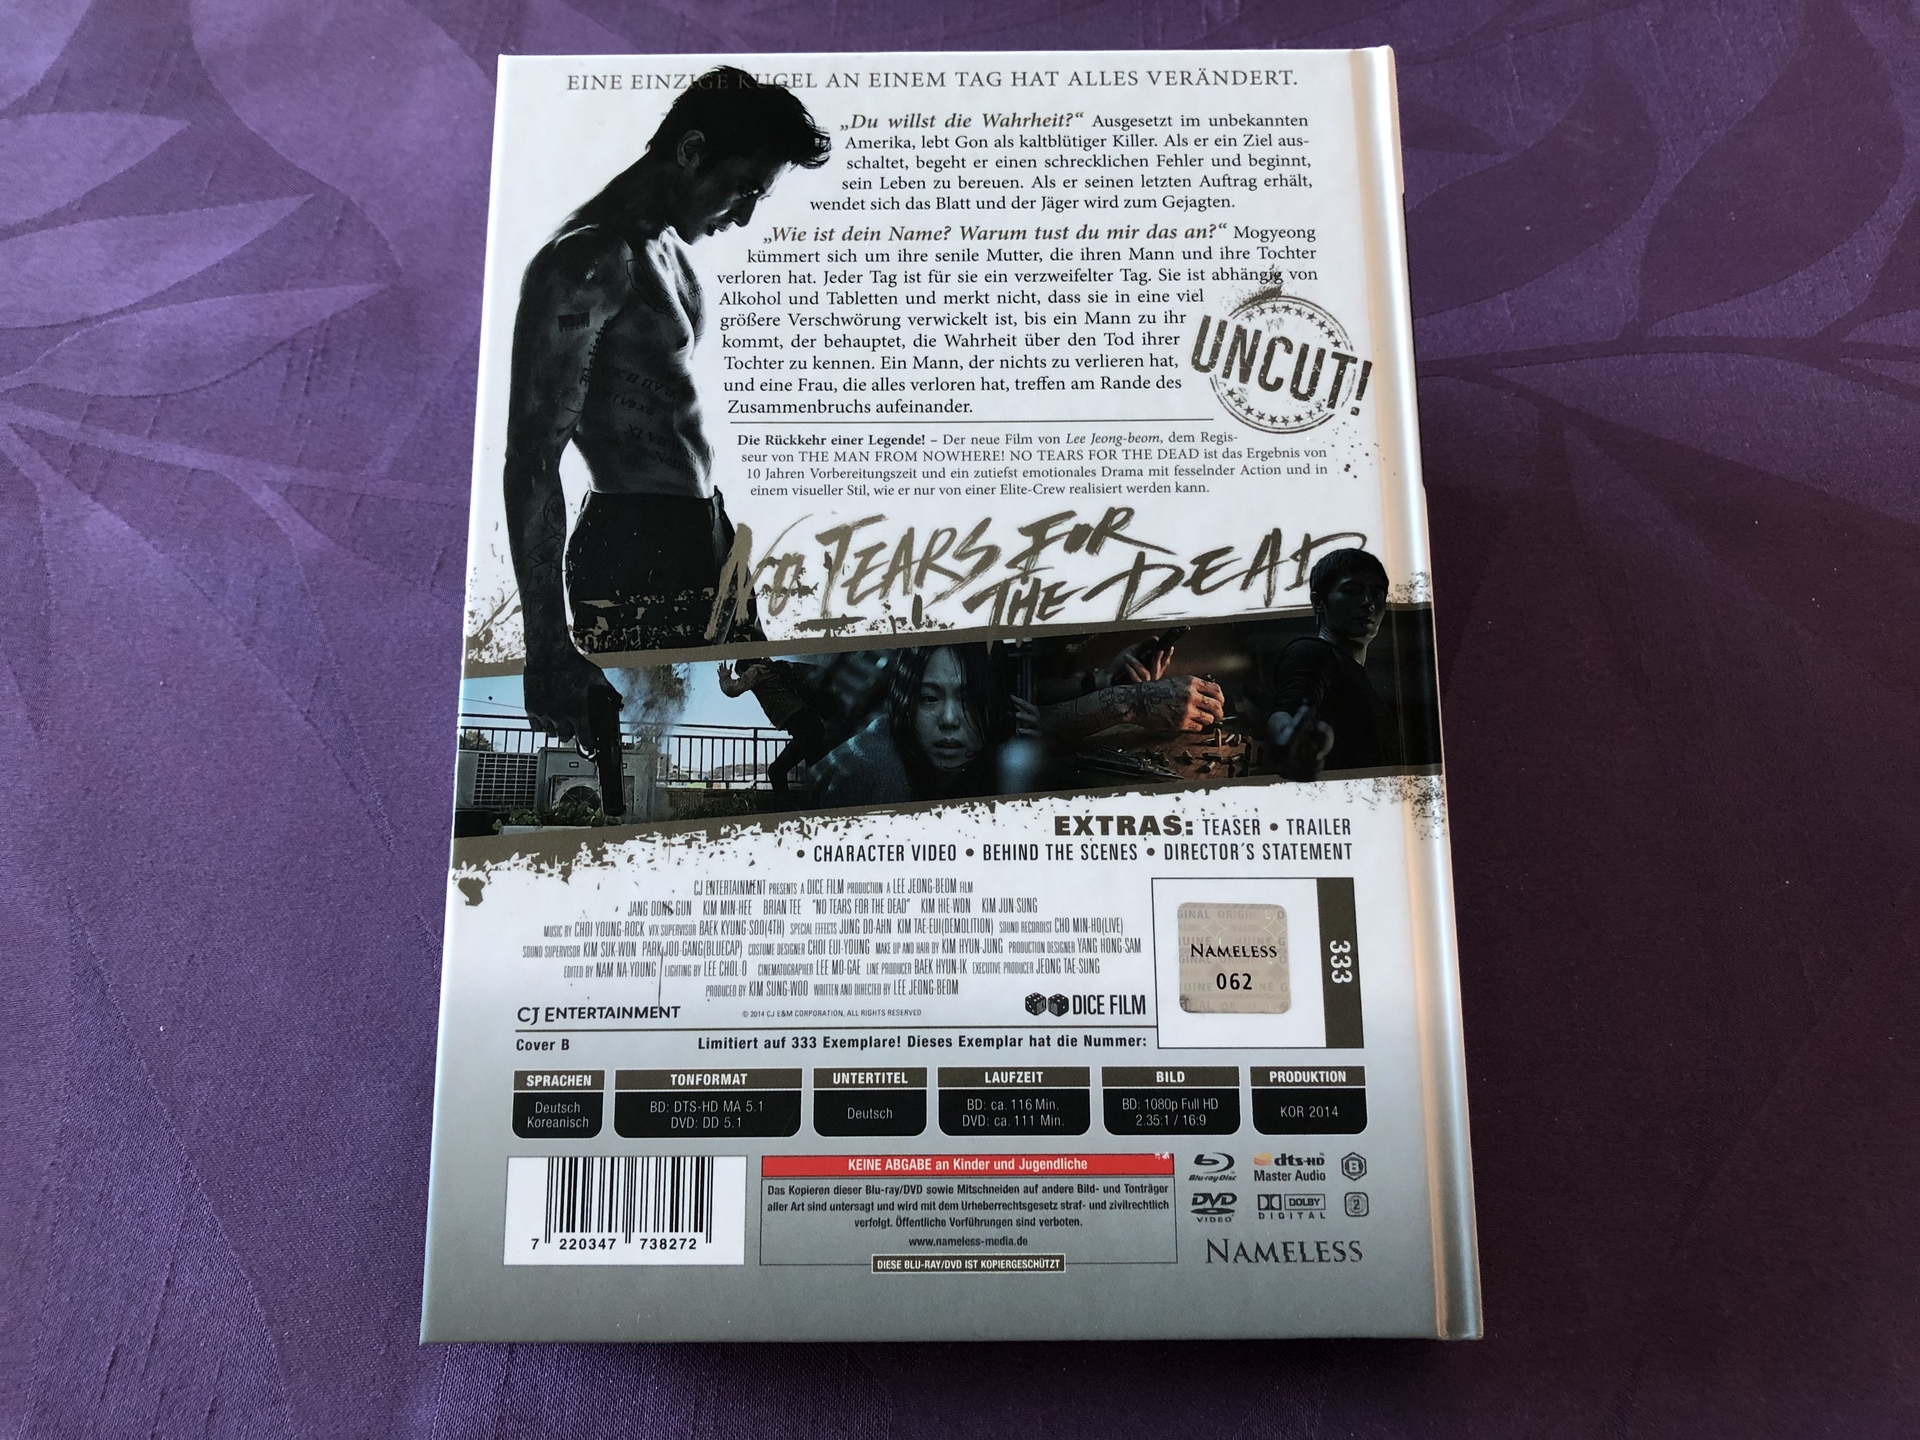 EINE EINZIGE KUGEL AN EINEM TAG HAT ALLES VERÄNDERT.
„Du willst die Wahrheit?“ Ausgesetzt im unbekannten
Amerika, lebt Gon als kaltblütiger Killer. Als er ein Ziel aus-
schaltet, begeht er einen schrecklichen Fehler und beginnt,
sein Leben zu bereuen. Als er seinen letzten Auftrag erhält,
wendet sich das Blatt und der Jäger wird zum Gejagten.
„Wie ist dein Name? Warum tust du mir das an?“ Mogyeong
kümmert sich um ihre senile Mutter, die ihren Mann und ihre Tochter
verloren hat. Jeder Tag ist für sie ein verzweifelter Tag. Sie ist abhängig von
Alkohol und Tabletten und merkt nicht, dass sie in eine viel
größere Verschwörung verwickelt ist, bis ein Mann zu ihr
kommt, der behauptet, die Wahrheit über den Tod ihrer
Tochter zu kennen. Ein Mann, der nichts zu verlieren hat,
und eine Frau, die alles verloren hat, treffen am Rande des
Zusammenbruchs aufeinander.
UNCUT!
Die Rückkehr einer Legende! – Der neue Film von Lee Jeong-beom, dem Regis-
seur von THE MAN FROM NOWHERE! NO TEARS FOR THE DEAD ist das Ergebnis von
10 Jahren Vorbereitungszeit und ein zutiefst emotionales Drama mit fesselnder Action und in
einem visueller Stil, wie er nur von einer Elite-Crew realisiert werden kann.
NO TEARS FOR
THE DEAD
EXTRAS: TEASER • TRAILER
• CHARACTER VIDEO • BEHIND THE SCENES • DIRECTOR'S STATEMENT
CJ ENTERTAINMENT PRESENTS A DICE FILM PRODUCTION A LEE JEONG-BEOM FILM
JANG DONG-GUN KIM MIN-HEE BRIAN TEE "NO TEARS FOR THE DEAD" KIM HIE-WON KIM JUN-SUNG
MUSIC BY CHOI YOUNG-ROCK VFX SUPERVISOR BAEK KYUNG-SOO(4TH) SPECIAL EFFECTS JUNG DO-AHN KIM TAE-EUI(DEMOLITION) SOUND RECORDIST CHO MIN-HO(LIVE)
SOUND SUPERVISOR KIM SUK-WON PARK JOO-GANG(BLUECAP) COSTUME DESIGNER CHOI EUI-YOUNG MAKE UP AND HAIR BY KIM HYUN-JUNG PRODUCTION DESIGNER YANG HONG-SAM
EDITED BY NAM NA-YOUNG LIGHTING BY LEE CHOL-O CINEMATOGRAPHER LEE MO-GAE LINE PRODUCER BAEK HYUN-IK EXECUTIVE PRODUCER JEONG TAE-SUNG
PRODUCED BY KIM SUNG-WOO WRITTEN AND DIRECTED BY LEE JEONG-BEOM
CJ ENTERTAINMENT © 2014 CJ E&M CORPORATION, ALL RIGHTS RESERVED DICE FILM
NAMELESS
062
333
Cover B Limitiert auf 333 Exemplare! Dieses Exemplar hat die Nummer:
SPRACHEN TONFORMAT UNTERTITEL LAUFZEIT BILD PRODUKTION
Deutsch BD: DTS-HD MA 5.1 Deutsch BD: ca. 116 Min. BD: 1080p Full HD KOR 2014
Koreanisch DVD: DD 5.1 DVD: ca. 111 Min. 2.35:1 / 16:9
7 220347 738272
KEINE ABGABE an Kinder und Jugendliche
Das Kopieren dieser Blu-ray/DVD sowie Mitschneiden auf andere Bild- und Tonträger
aller Art sind untersagt und wird mit dem Urheberrechtsgesetz straf- und zivilrechtlich
verfolgt. Öffentliche Vorführungen sind verboten.
www.nameless-media.de
DIESE BLU-RAY/DVD IST KOPIERGESCHÜTZT
Blu-ray Disc dts-HD Master Audio B
DVD VIDEO DOLBY DIGITAL 2
NAMELESS